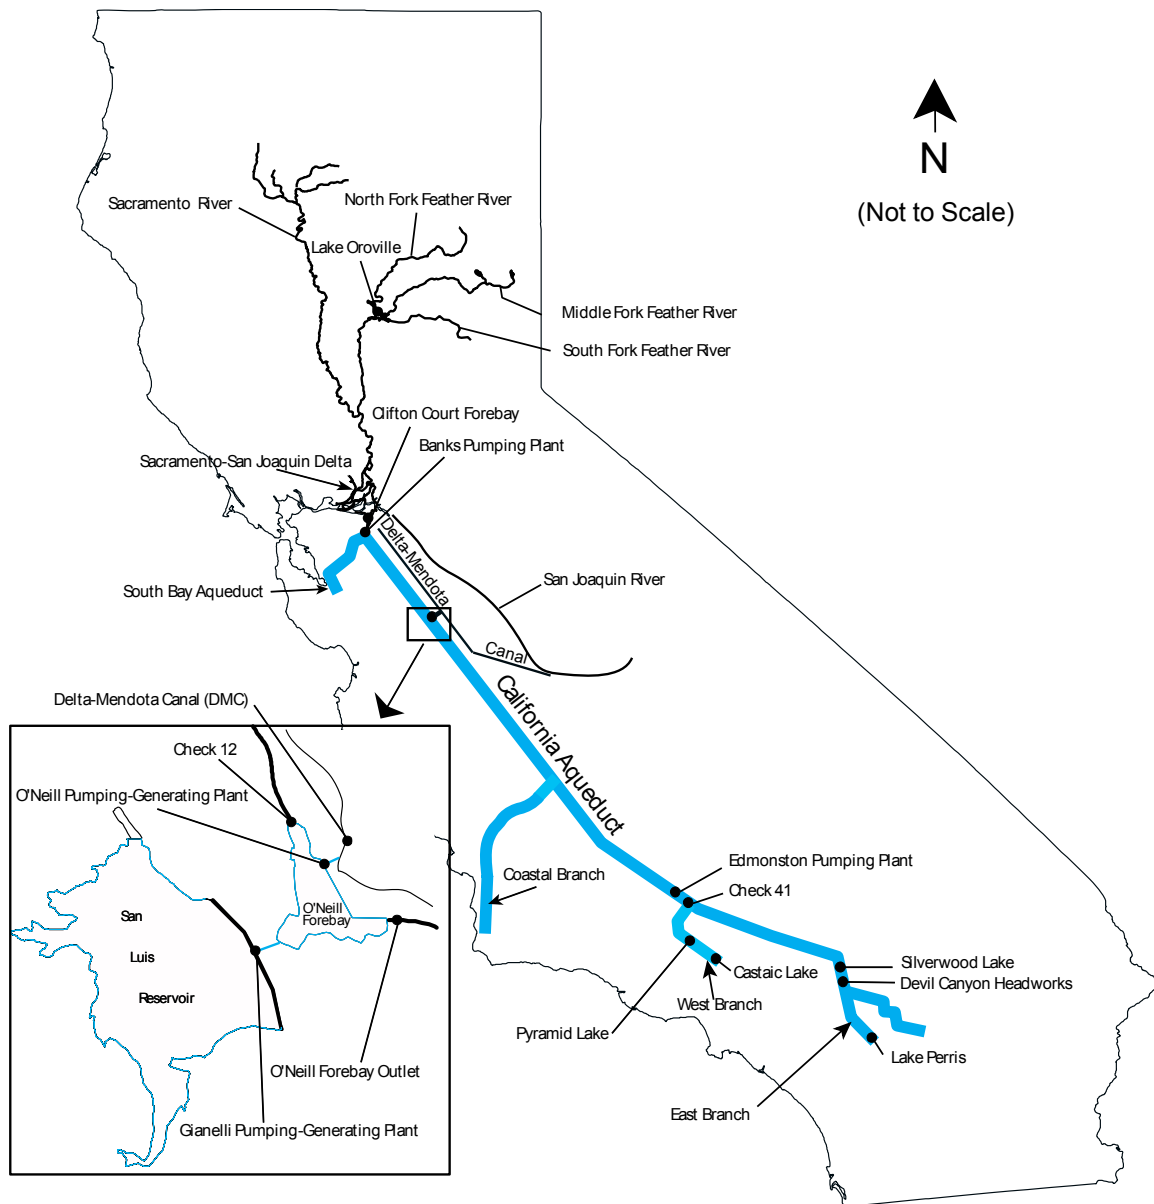 N
(Not to Scale)
Sacramento River
North Fork Feather River
Lake Oroville
Middle Fork Feather River
South Fork Feather River
Clifton Court Forebay
Banks Pumping Plant
Sacramento-San Joaquin Delta
Delta-Mendota
Canal
San Joaquin River
South Bay Aqueduct
California Aqueduct
Delta-Mendota Canal (DMC)
Check 12
O'Neill Pumping-Generating Plant
San
Luis
Reservoir
O'Neill
Forebay
O'Neill Forebay Outlet
Gianelli Pumping-Generating Plant
Coastal Branch
Edmonston Pumping Plant
Check 41
Castaic Lake
West Branch
Pyramid Lake
Silverwood Lake
Devil Canyon Headworks
Lake Perris
East Branch